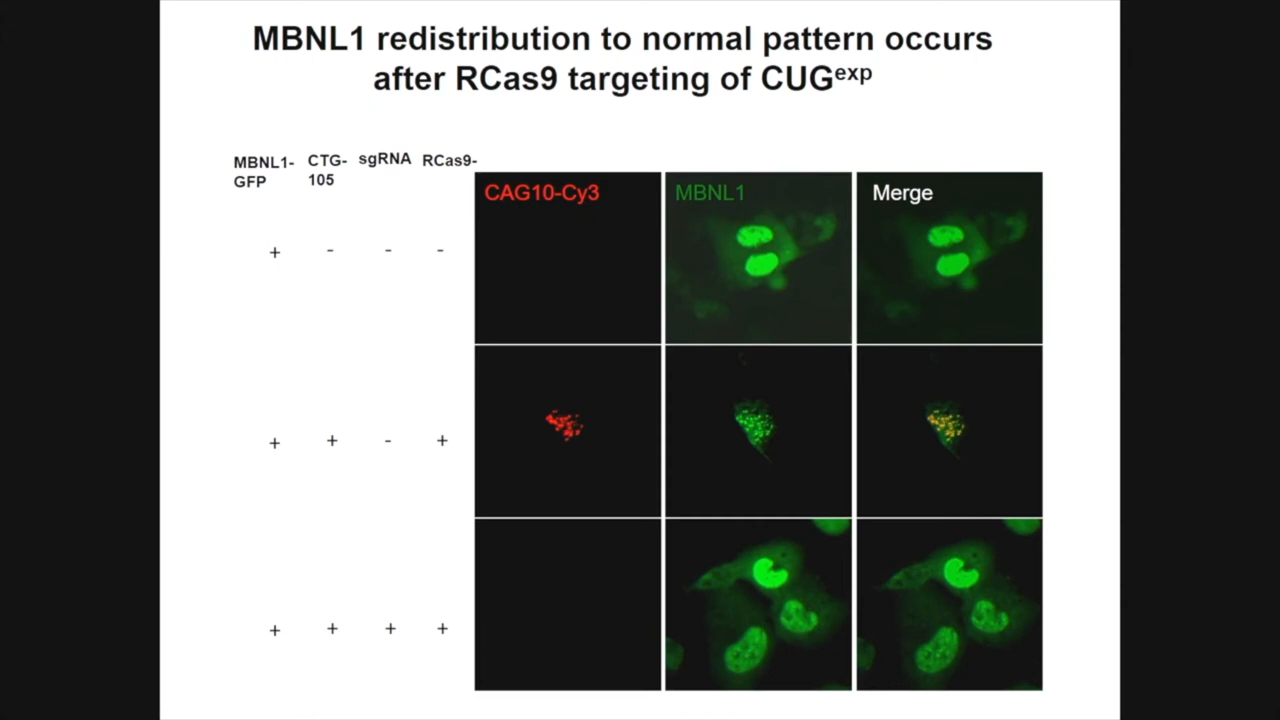 MBNL1 redistribution to normal pattern occurs
after RCas9 targeting of CUGexp
MBNL1-
GFP
CTG-
105
sgRNA
RCas9-
CAG10-Cy3
MBNL1
Merge
+ - - -
+ + - +
+ + + +